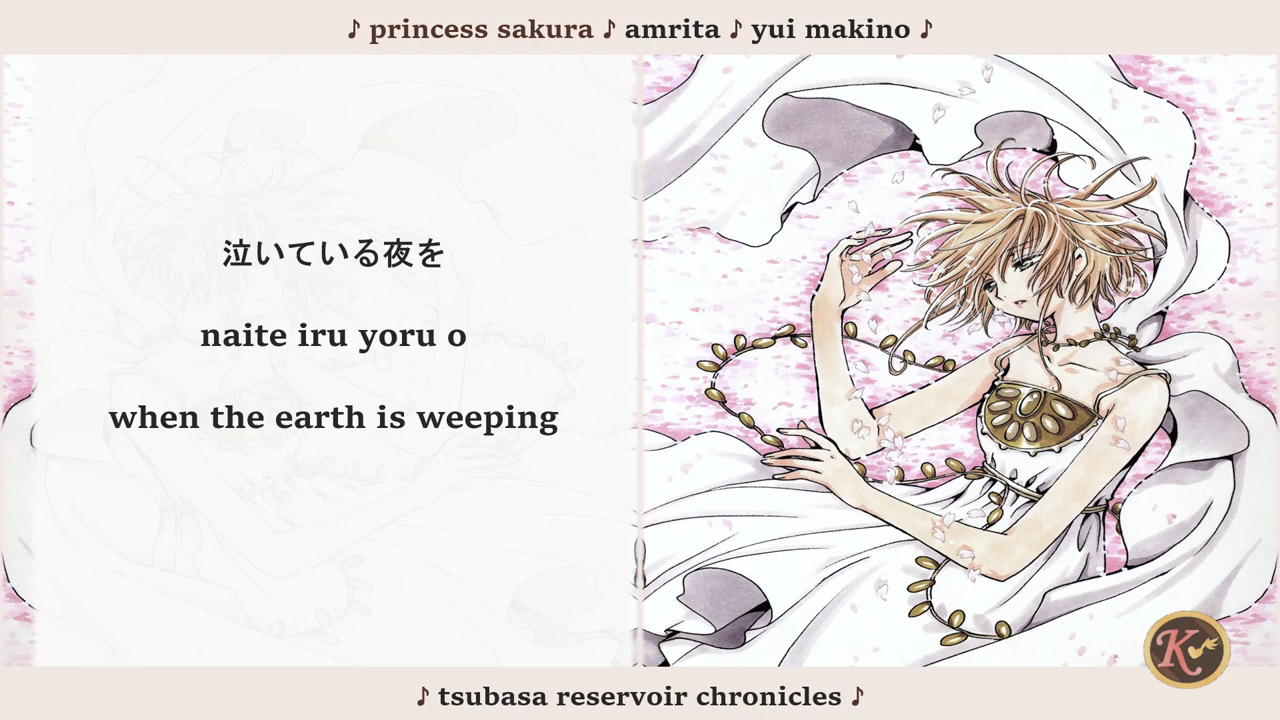 ♪ princess sakura ♪ amrita ♪ yui makino ♪
泣いている夜を
naite iru yoru o
when the earth is weeping
K
♪ tsubasa reservoir chronicles ♪